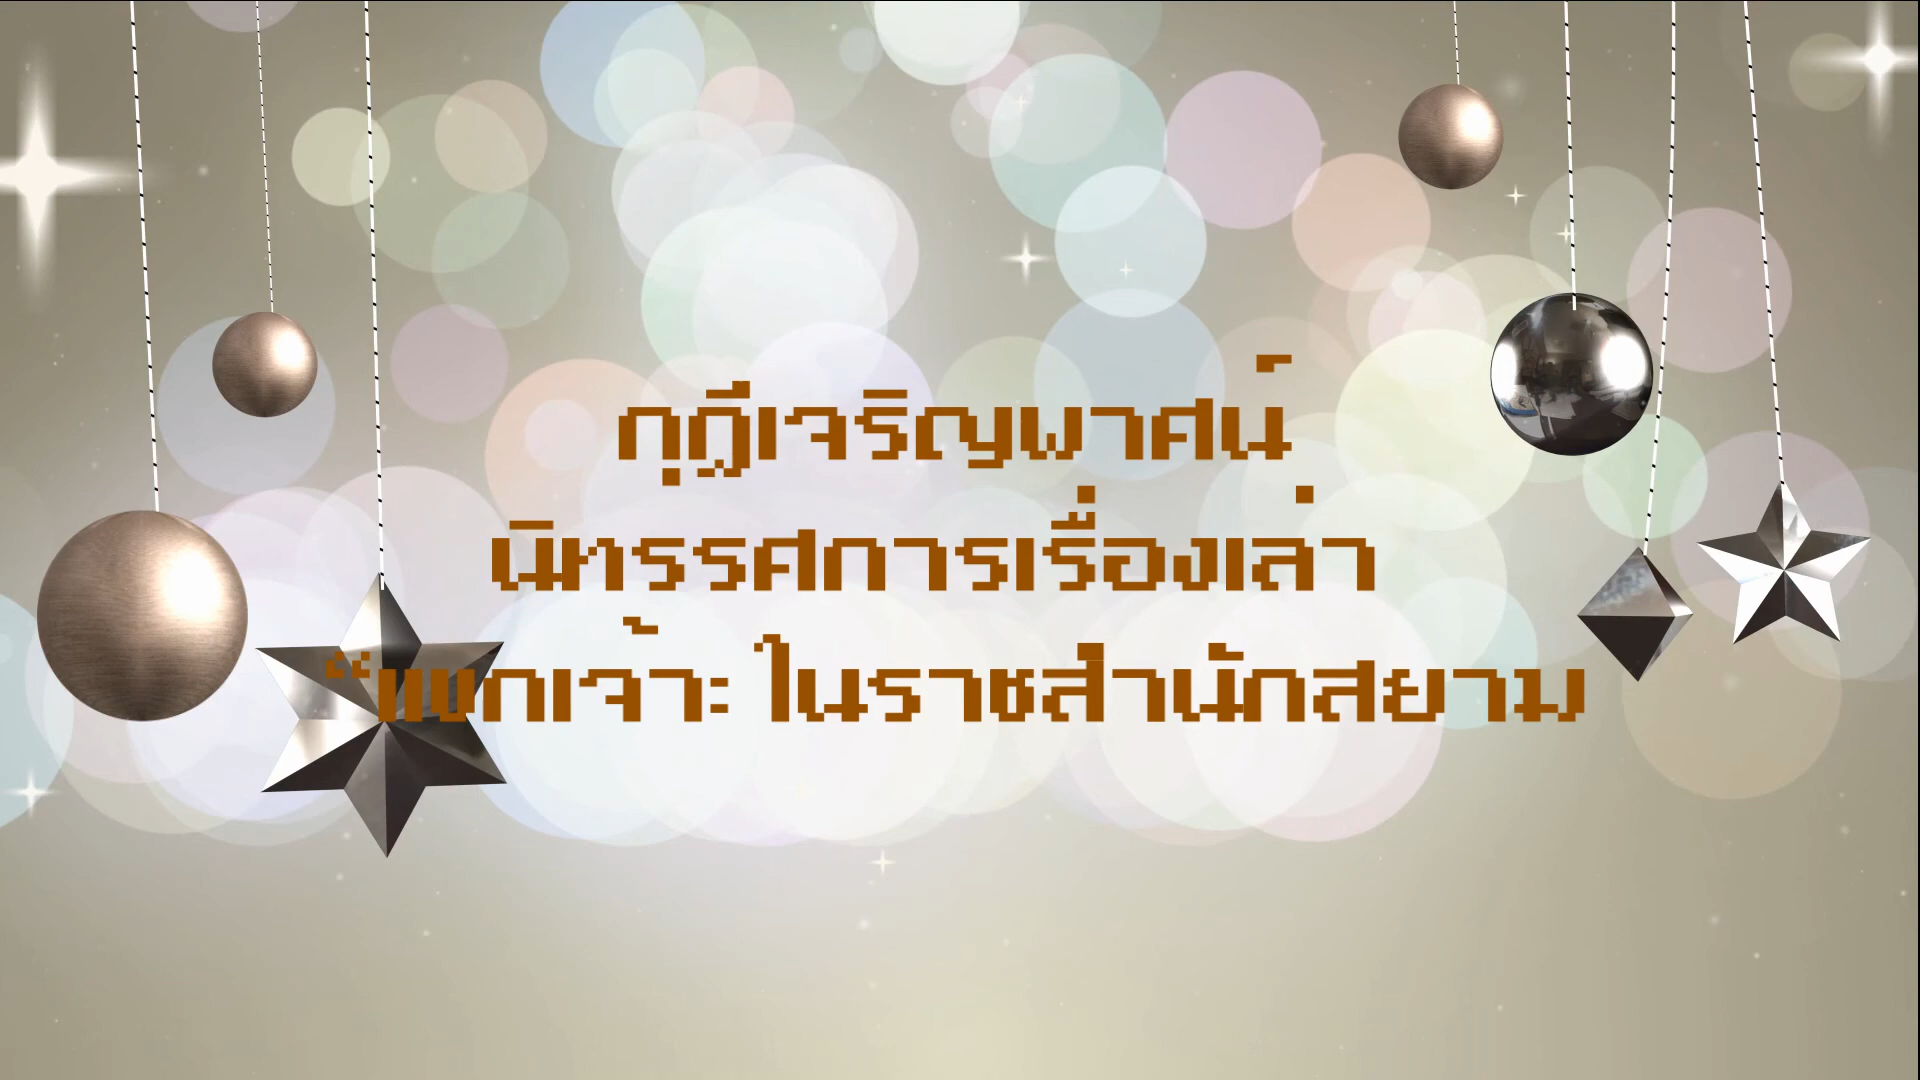 กุฎีเจริญพาศน์
นิทรรศการเรื่องเล่า
“แขกเจ้าะ ในราชสำนักสยาม